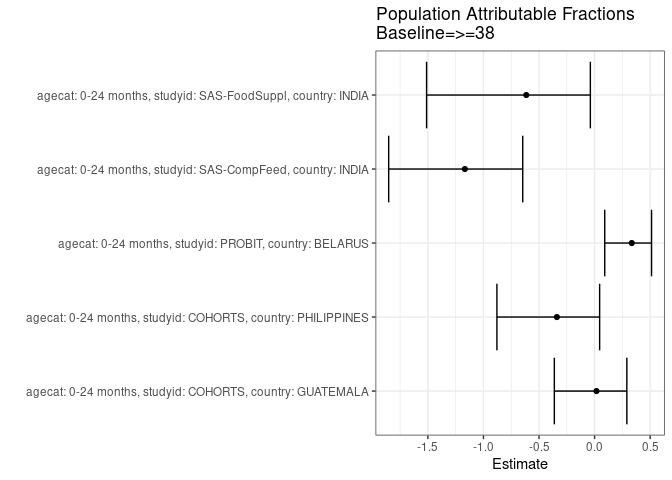 Population Attributable Fractions
Baseline=>=38
agecat: 0-24 months, studyid: SAS-FoodSuppl, country: INDIA
agecat: 0-24 months, studyid: SAS-CompFeed, country: INDIA
agecat: 0-24 months, studyid: PROBIT, country: BELARUS
agecat: 0-24 months, studyid: COHORTS, country: PHILIPPINES
agecat: 0-24 months, studyid: COHORTS, country: GUATEMALA
-1.5 -1.0 -0.5 0.0 0.5
Estimate